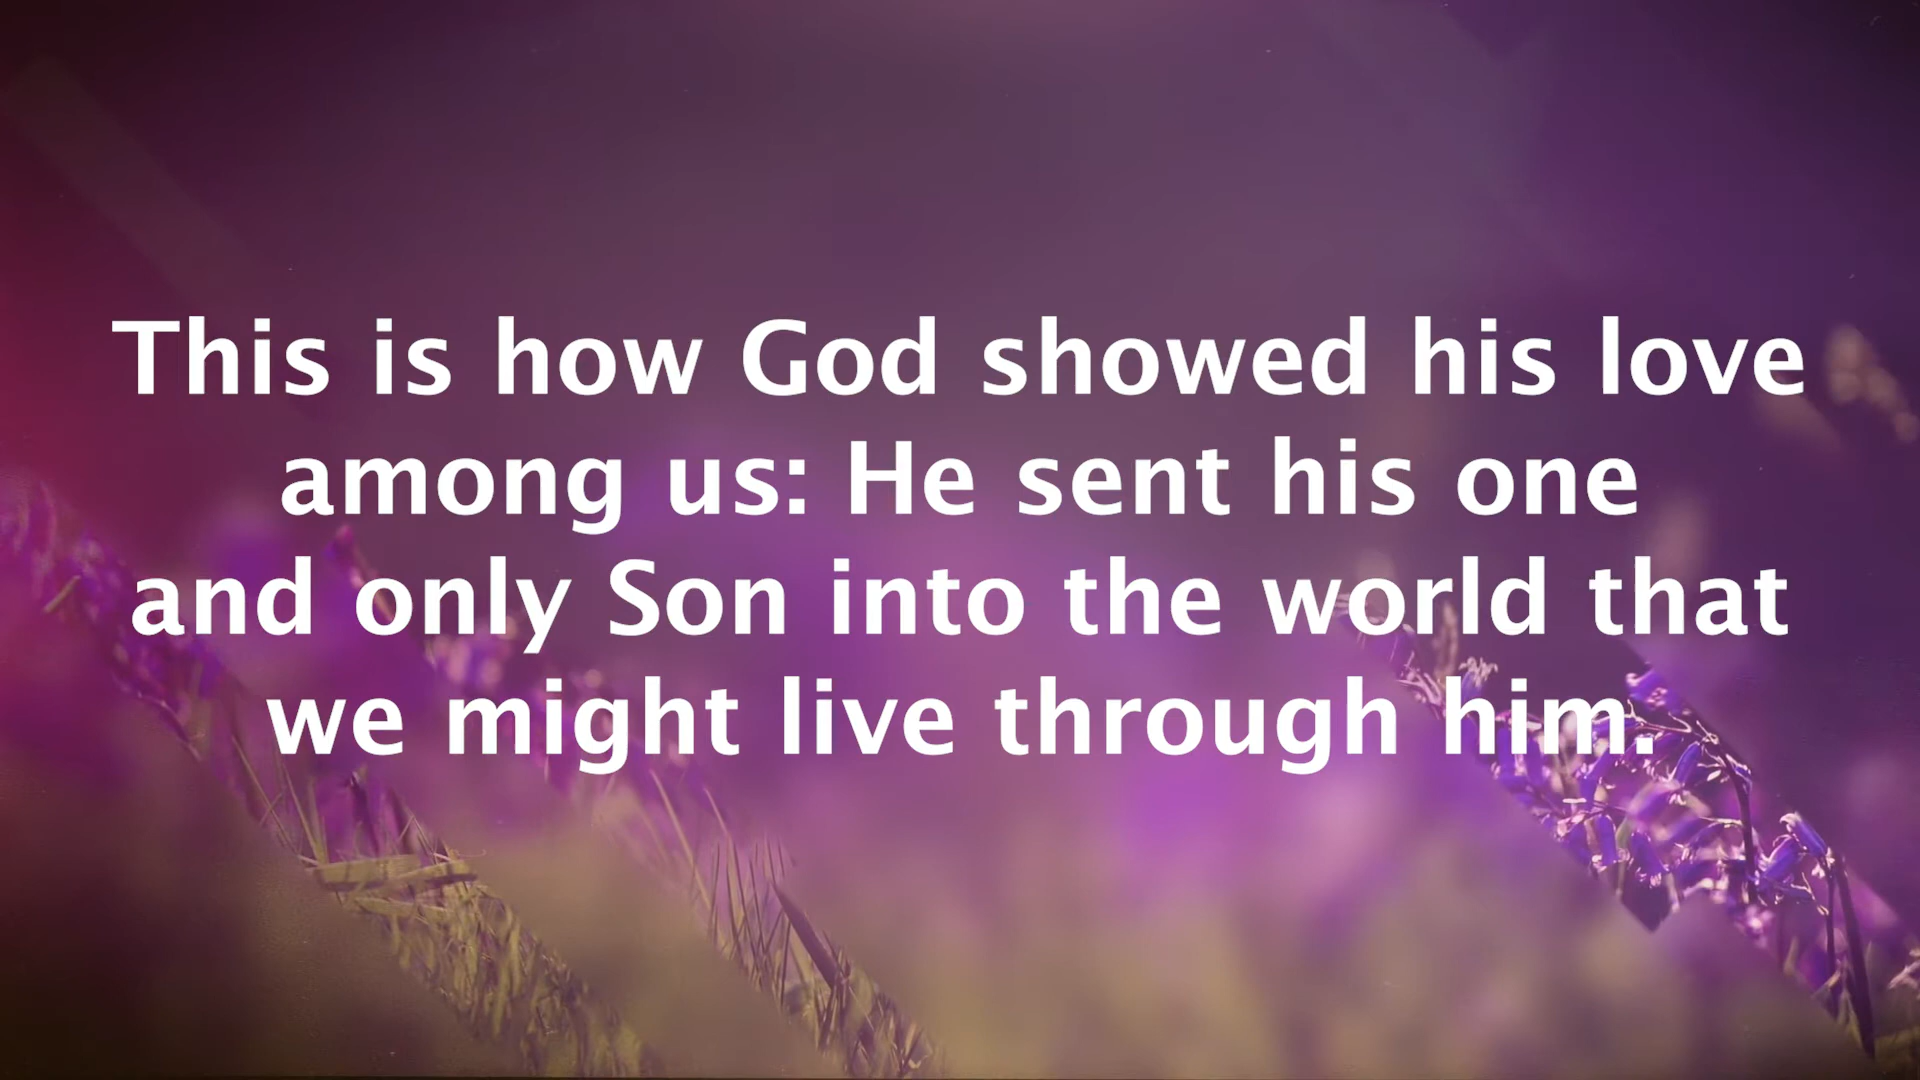 This is how God showed his love
among us: He sent his one
and only Son into the world that
we might live through him.